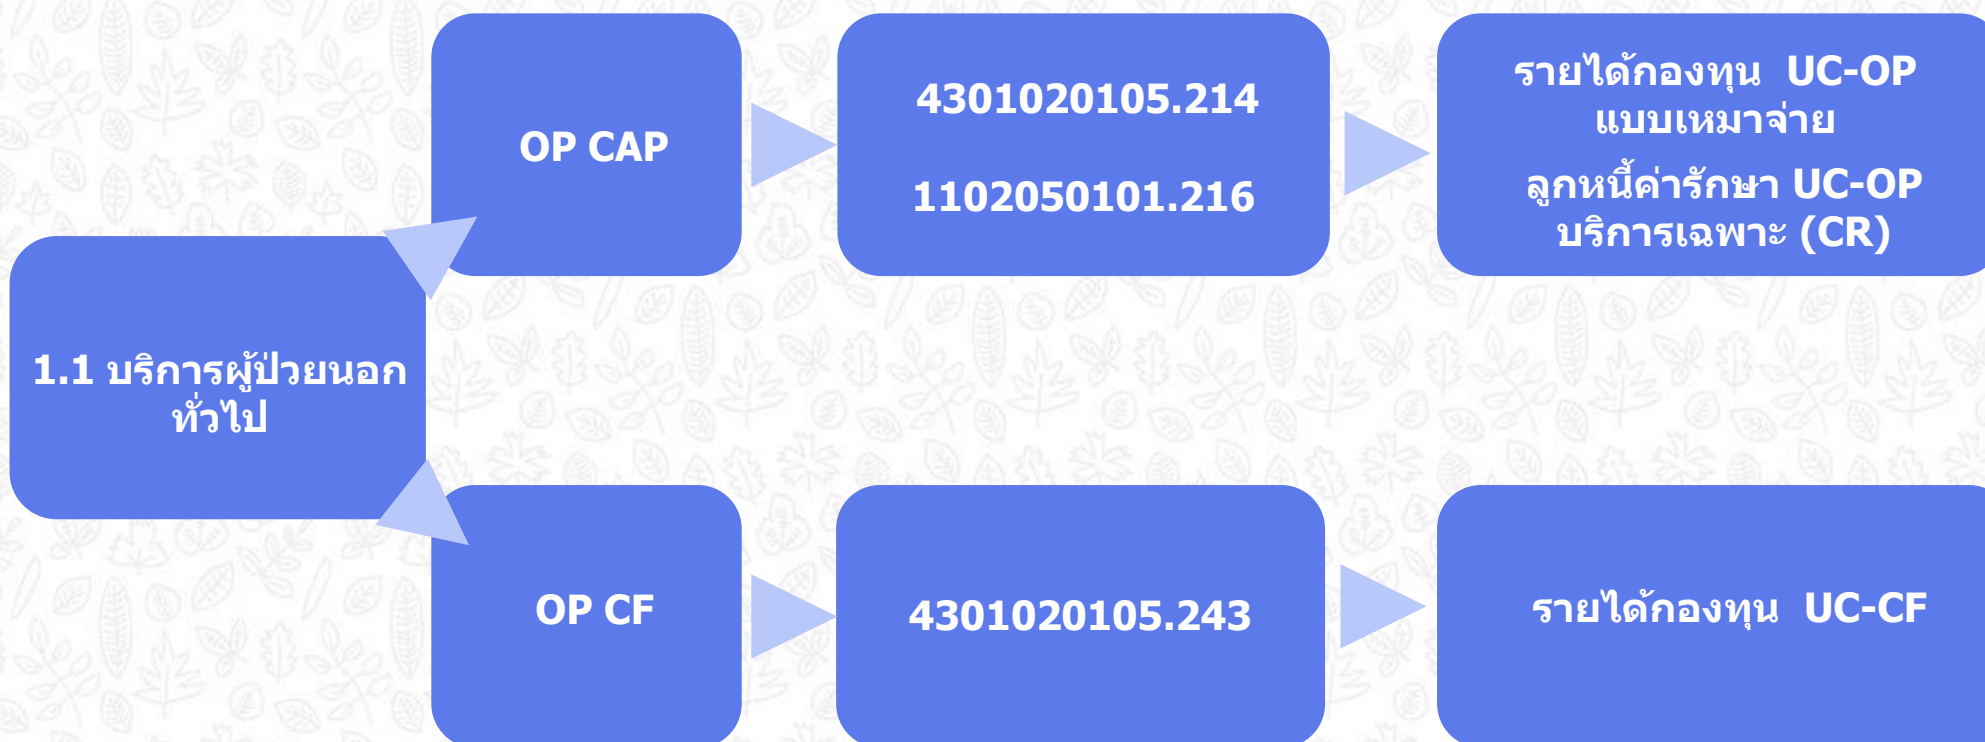 1.1 บริการผู้ป่วยนอก
ทั่วไป
OP CAP
4301020105.214
1102050101.216
รายได้กองทุน UC-OP
แบบเหมาจ่าย
ลูกหนี้ค่ารักษา UC-OP
บริการเฉพาะ (CR)
OP CF
4301020105.243
รายได้กองทุน UC-CF